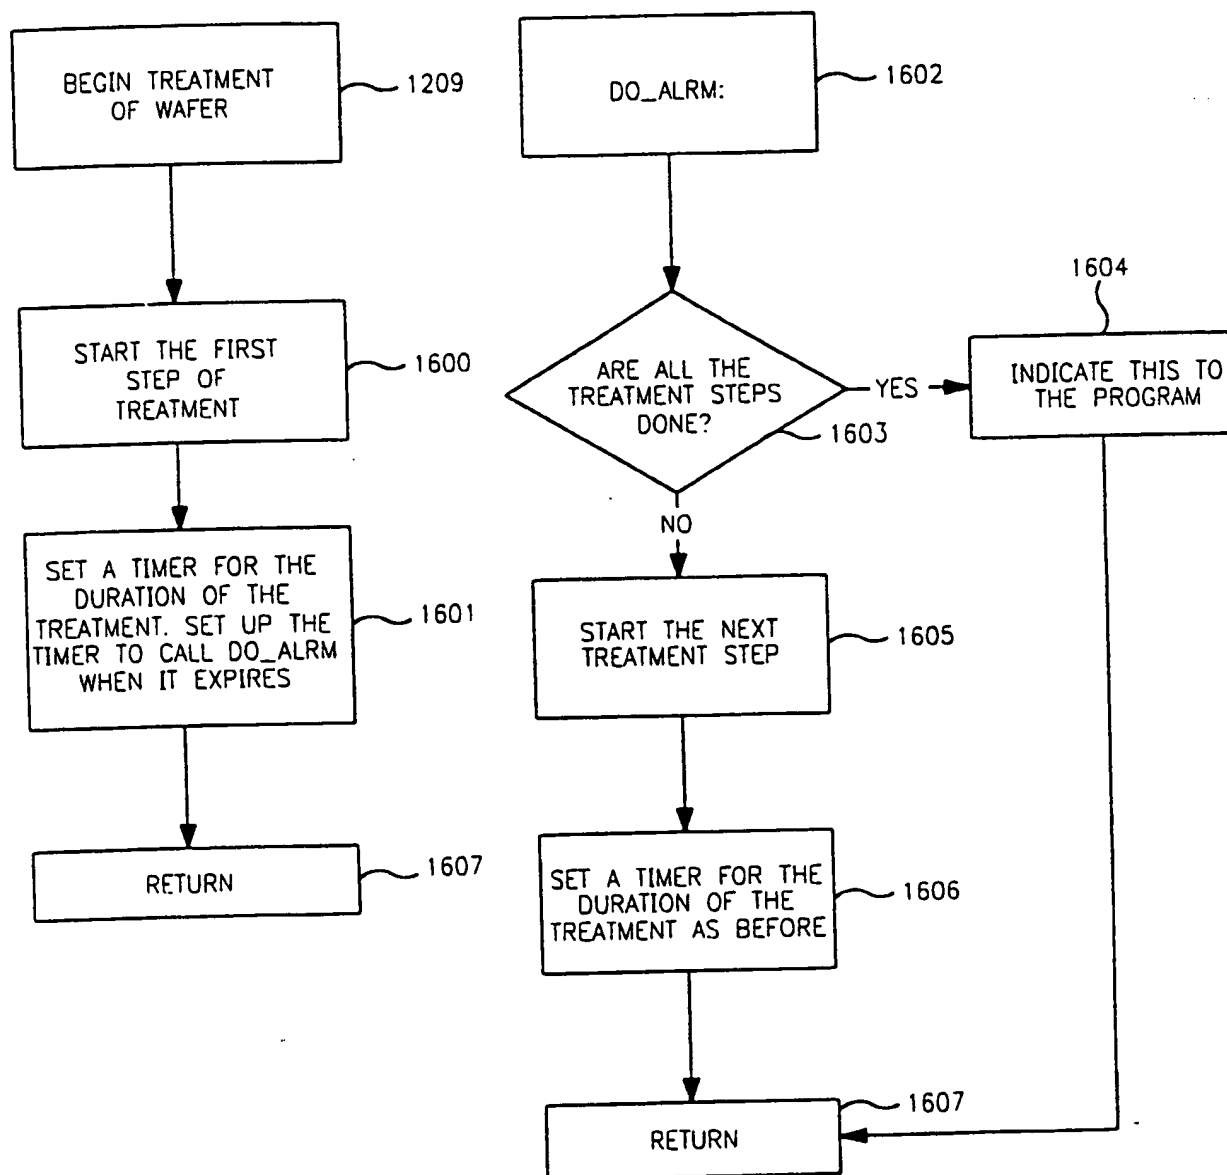 BEGIN TREATMENT
OF WAFER
1209
START THE FIRST
STEP OF
TREATMENT
1600
SET A TIMER FOR THE
DURATION OF THE
TREATMENT. SET UP THE
TIMER TO CALL DO_ALRM
WHEN IT EXPIRES
1601
RETURN
1607
DO_ALRM:
1602
ARE ALL THE
TREATMENT STEPS
DONE?
1603
YES
1604
INDICATE THIS TO
THE PROGRAM
NO
START THE NEXT
TREATMENT STEP
1605
SET A TIMER FOR THE
DURATION OF THE
TREATMENT AS BEFORE
1606
RETURN
1607